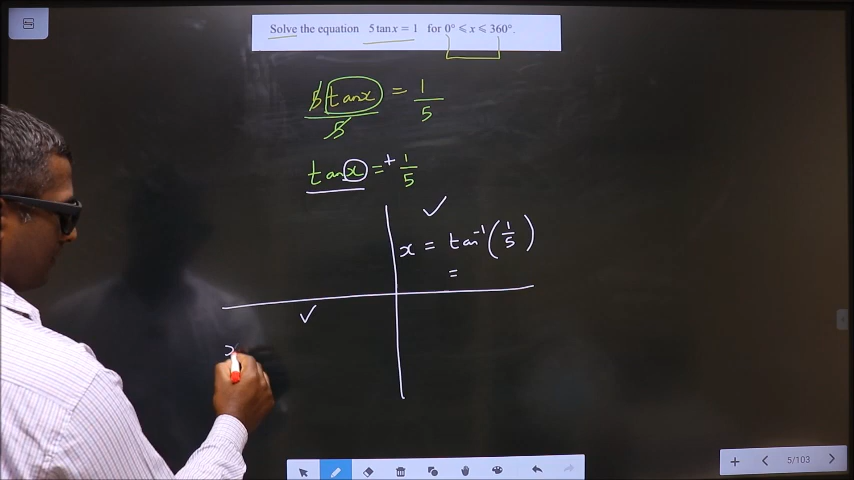 Solve the equation 5 tan x = 1 for 0° ⩽ x ⩽ 360°.
5 tan x / 5 = 1/5
tan x = + 1/5
✓
x = tan⁻¹(1/5)
=
✓
x
5/103